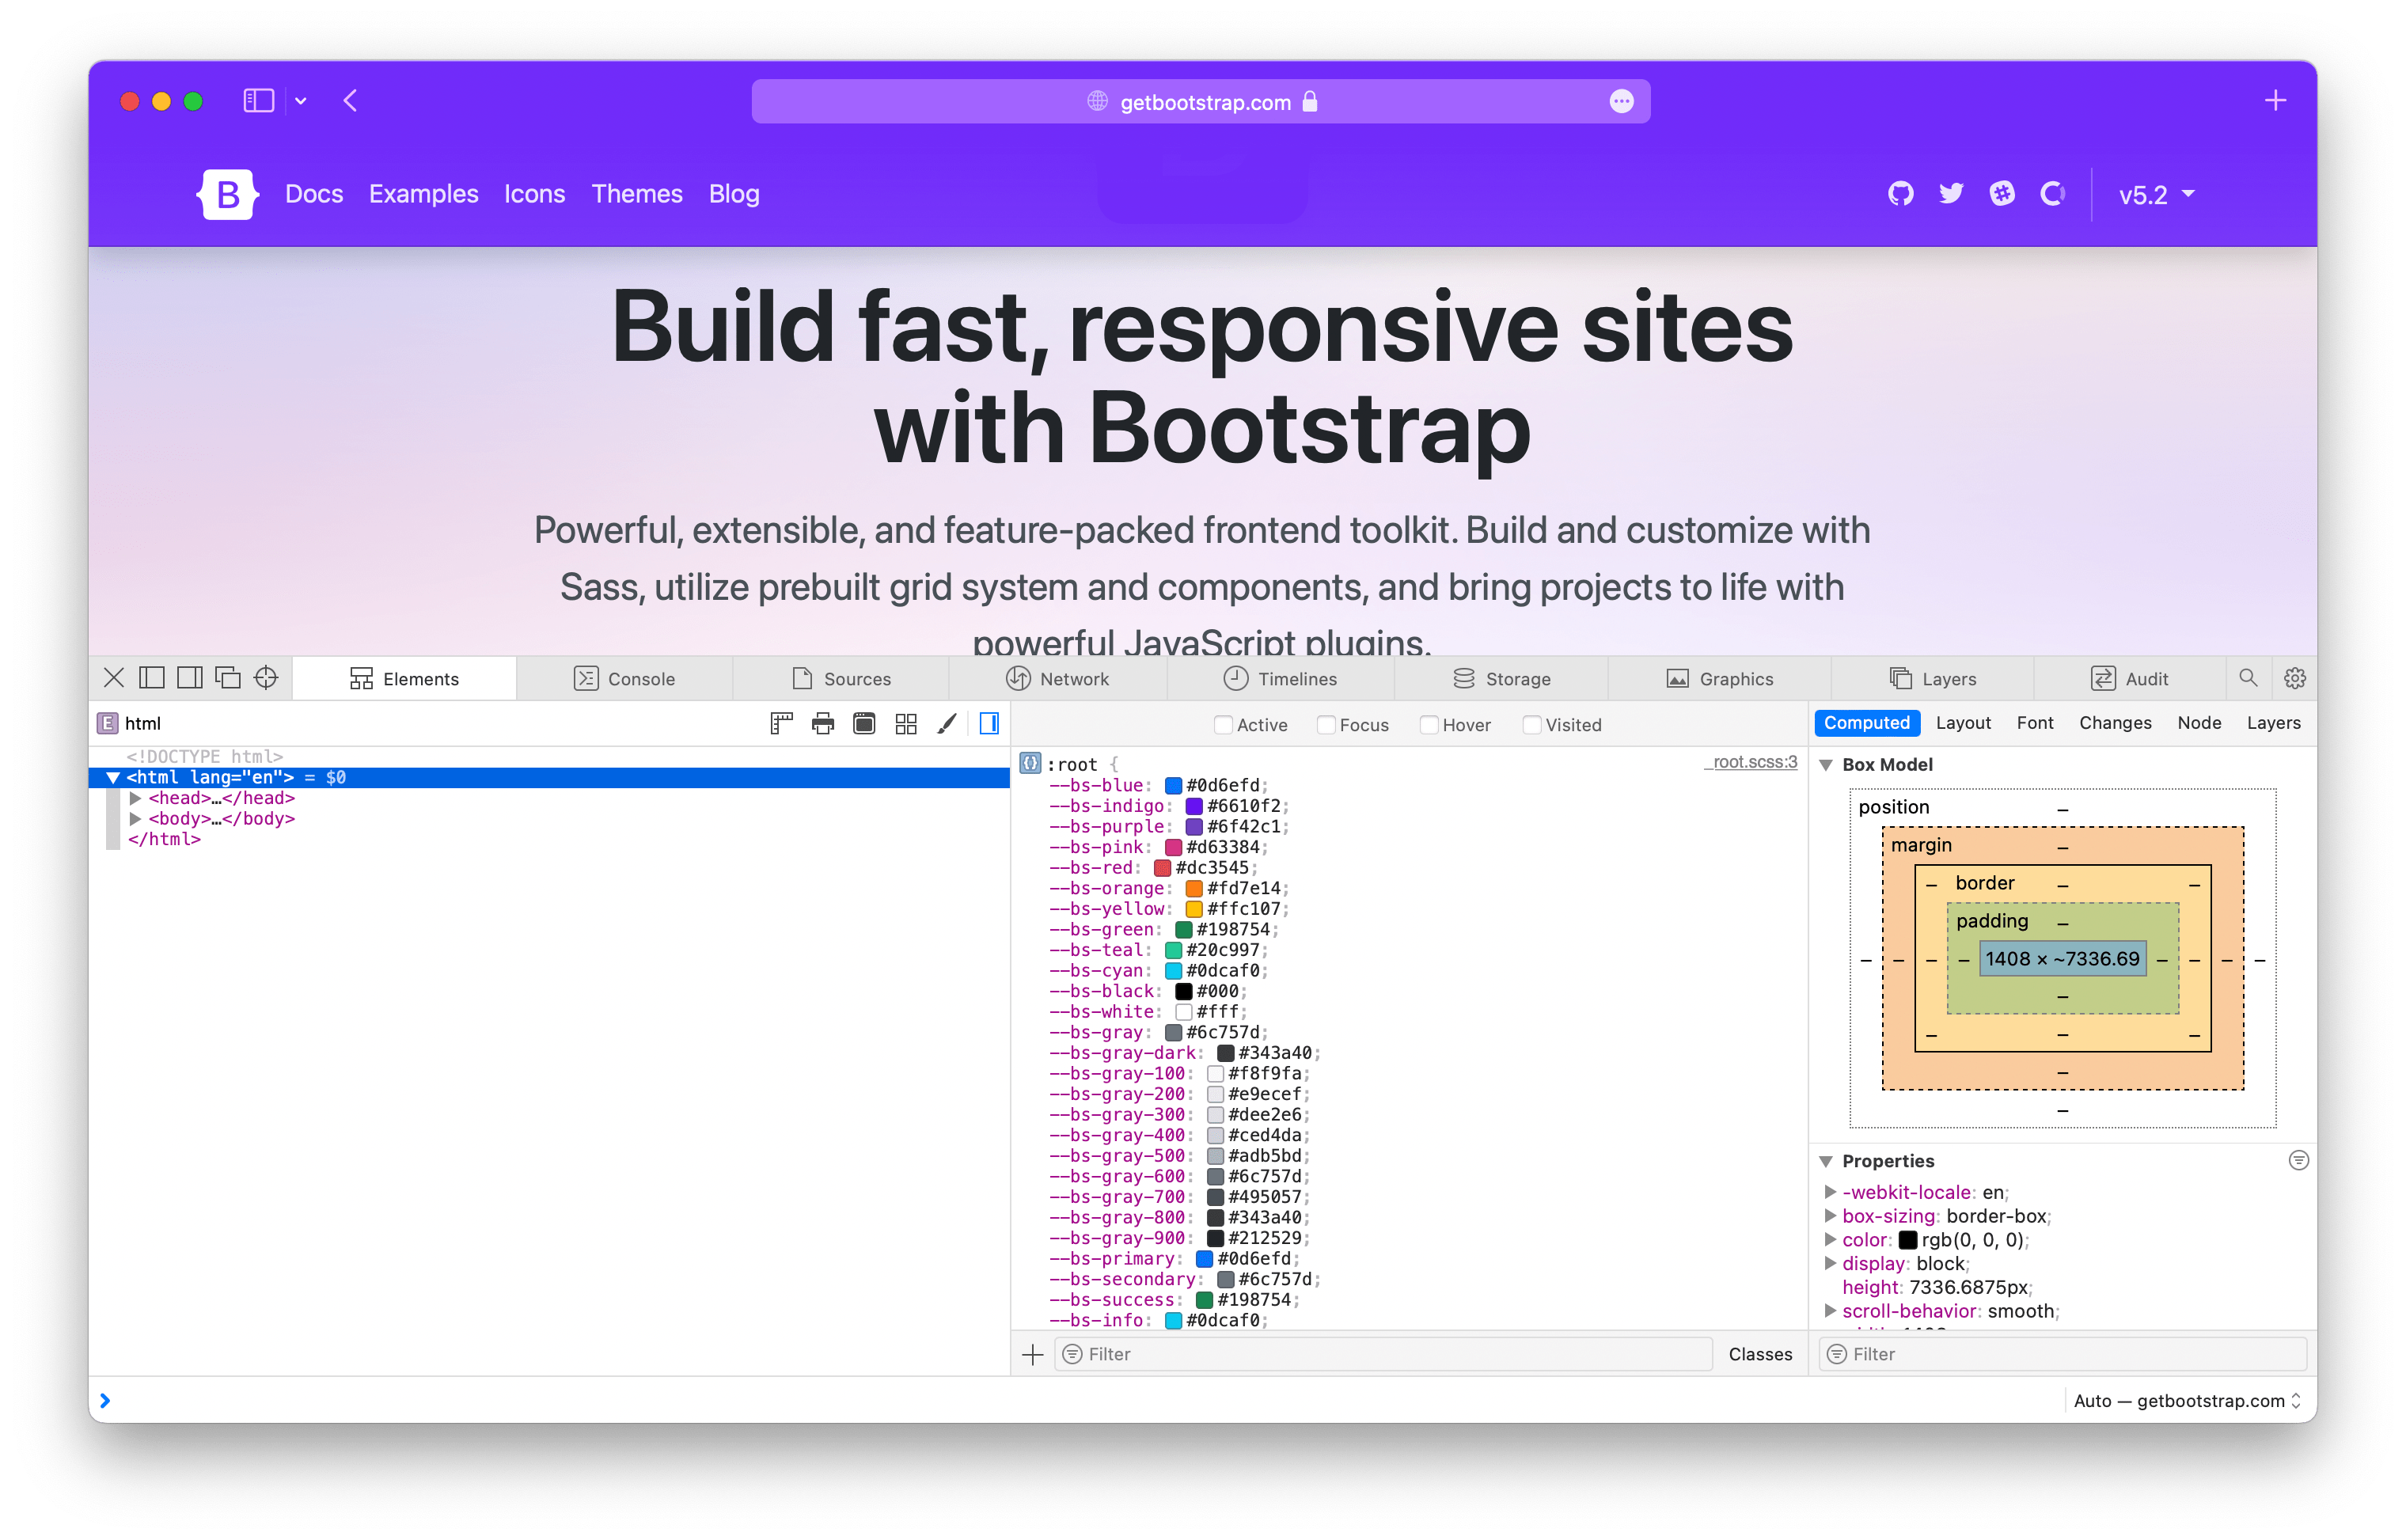 getbootstrap.com
B Docs Examples Icons Themes Blog v5.2
Build fast, responsive sites
with Bootstrap
Powerful, extensible, and feature-packed frontend toolkit. Build and customize with
Sass, utilize prebuilt grid system and components, and bring projects to life with
powerful JavaScript plugins.
Elements Console Sources Network Timelines Storage Graphics Layers Audit
E html
<!DOCTYPE html>
<html lang="en"> = $0
<head>…</head>
<body>…</body>
</html>
Active Focus Hover Visited
:root { _root.scss:3
--bs-blue: #0d6efd;
--bs-indigo: #6610f2;
--bs-purple: #6f42c1;
--bs-pink: #d63384;
--bs-red: #dc3545;
--bs-orange: #fd7e14;
--bs-yellow: #ffc107;
--bs-green: #198754;
--bs-teal: #20c997;
--bs-cyan: #0dcaf0;
--bs-black: #000;
--bs-white: #fff;
--bs-gray: #6c757d;
--bs-gray-dark: #343a40;
--bs-gray-100: #f8f9fa;
--bs-gray-200: #e9ecef;
--bs-gray-300: #dee2e6;
--bs-gray-400: #ced4da;
--bs-gray-500: #adb5bd;
--bs-gray-600: #6c757d;
--bs-gray-700: #495057;
--bs-gray-800: #343a40;
--bs-gray-900: #212529;
--bs-primary: #0d6efd;
--bs-secondary: #6c757d;
--bs-success: #198754;
--bs-info: #0dcaf0;
Filter Classes
Computed Layout Font Changes Node Layers
Box Model
position –
margin –
– border – –
padding –
– – – – 1408 × ~7336.69 – – – –
–
– – –
–
–
Properties
-webkit-locale: en;
box-sizing: border-box;
color: rgb(0, 0, 0);
display: block;
height: 7336.6875px;
scroll-behavior: smooth;
Filter
Auto — getbootstrap.com